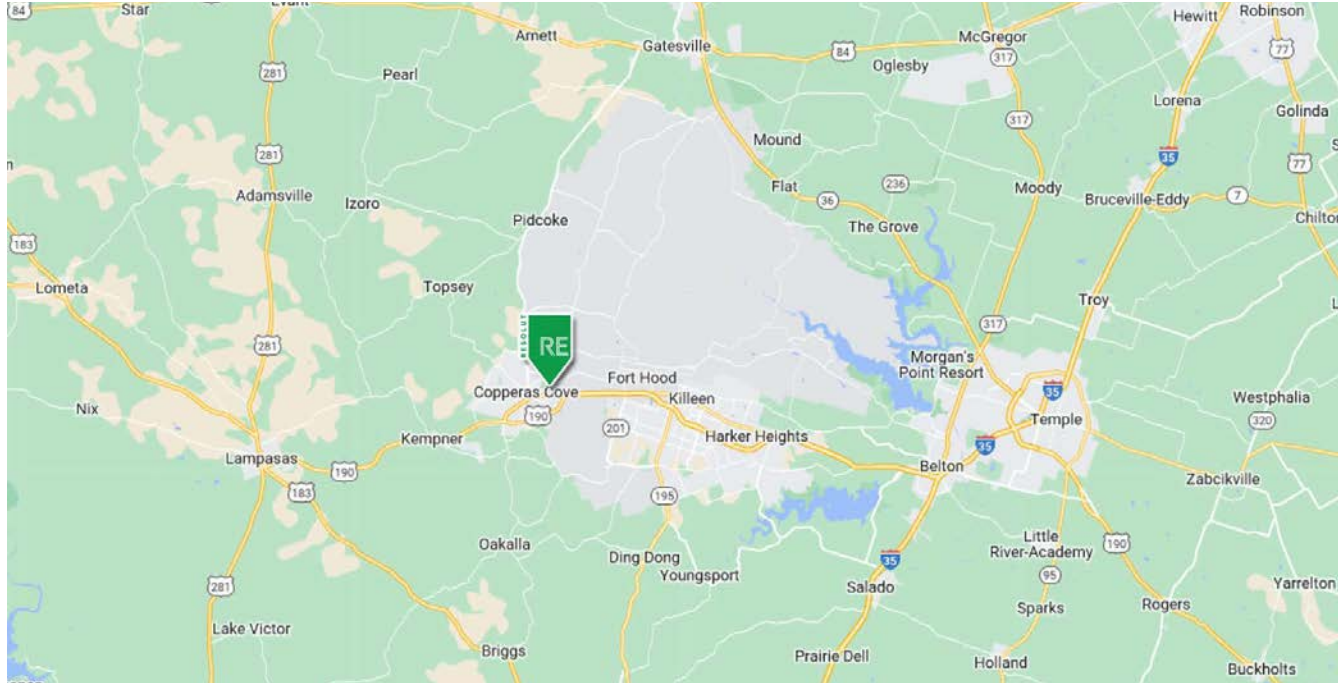 84
Star
Evant
Arnett
Gatesville
84
McGregor
317
Hewitt
Robinson
77
Oglesby
281
Pearl
317
Lorena
Golinda
317
Mound
281
35
77
Adamsville
Izoro
Flat
236
Moody
Bruceville-Eddy
7
Chilton
36
183
Pidcoke
The Grove
Lometa
Topsey
Troy
RESOLUT
RE
317
281
Morgan's
Point Resort
Fort Hood
Copperas Cove
Killeen
35
Westphalia
Nix
190
201
Temple
320
Kempner
Harker Heights
35
Lampasas
190
Belton
Zabcikville
183
195
Oakalla
Ding Dong
Little
River-Academy
190
Youngsport
35
95
281
Salado
Yarrelton
Sparks
Rogers
Lake Victor
Briggs
Prairie Dell
Holland
Buckholts